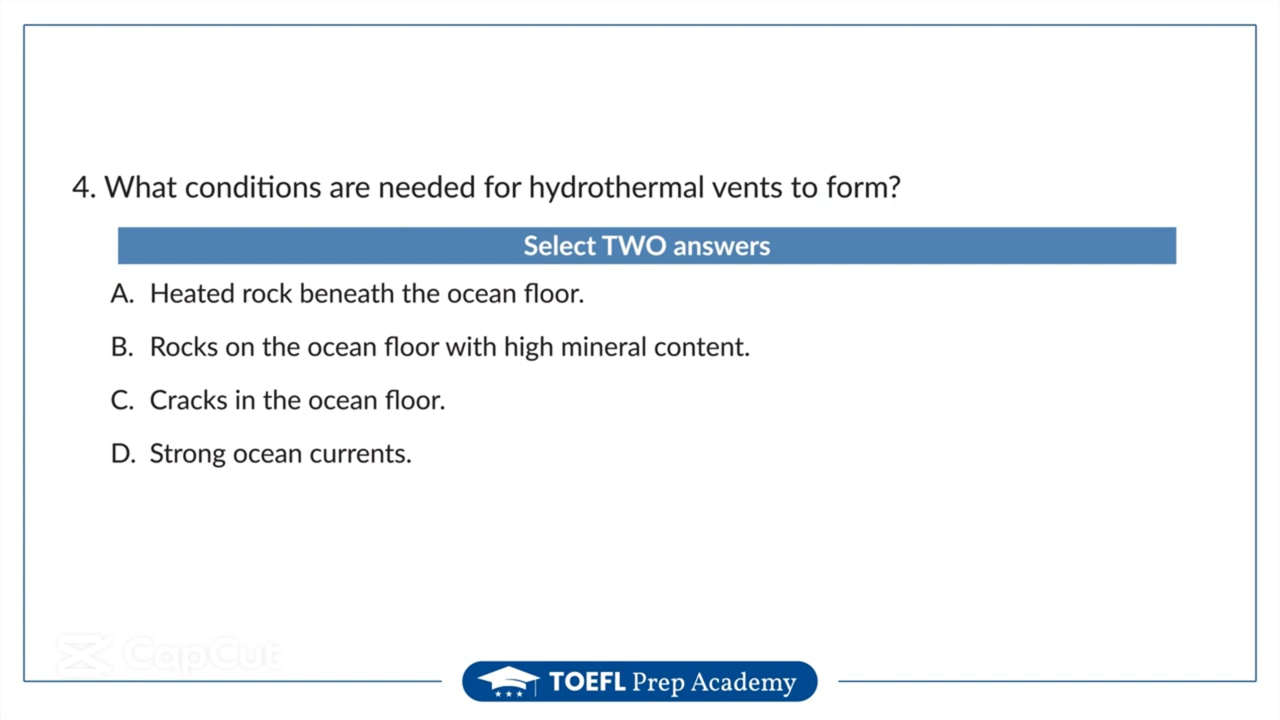 4. What conditions are needed for hydrothermal vents to form?
Select TWO answers
A. Heated rock beneath the ocean floor.
B. Rocks on the ocean floor with high mineral content.
C. Cracks in the ocean floor.
D. Strong ocean currents.
CapCut
TOEFL Prep Academy